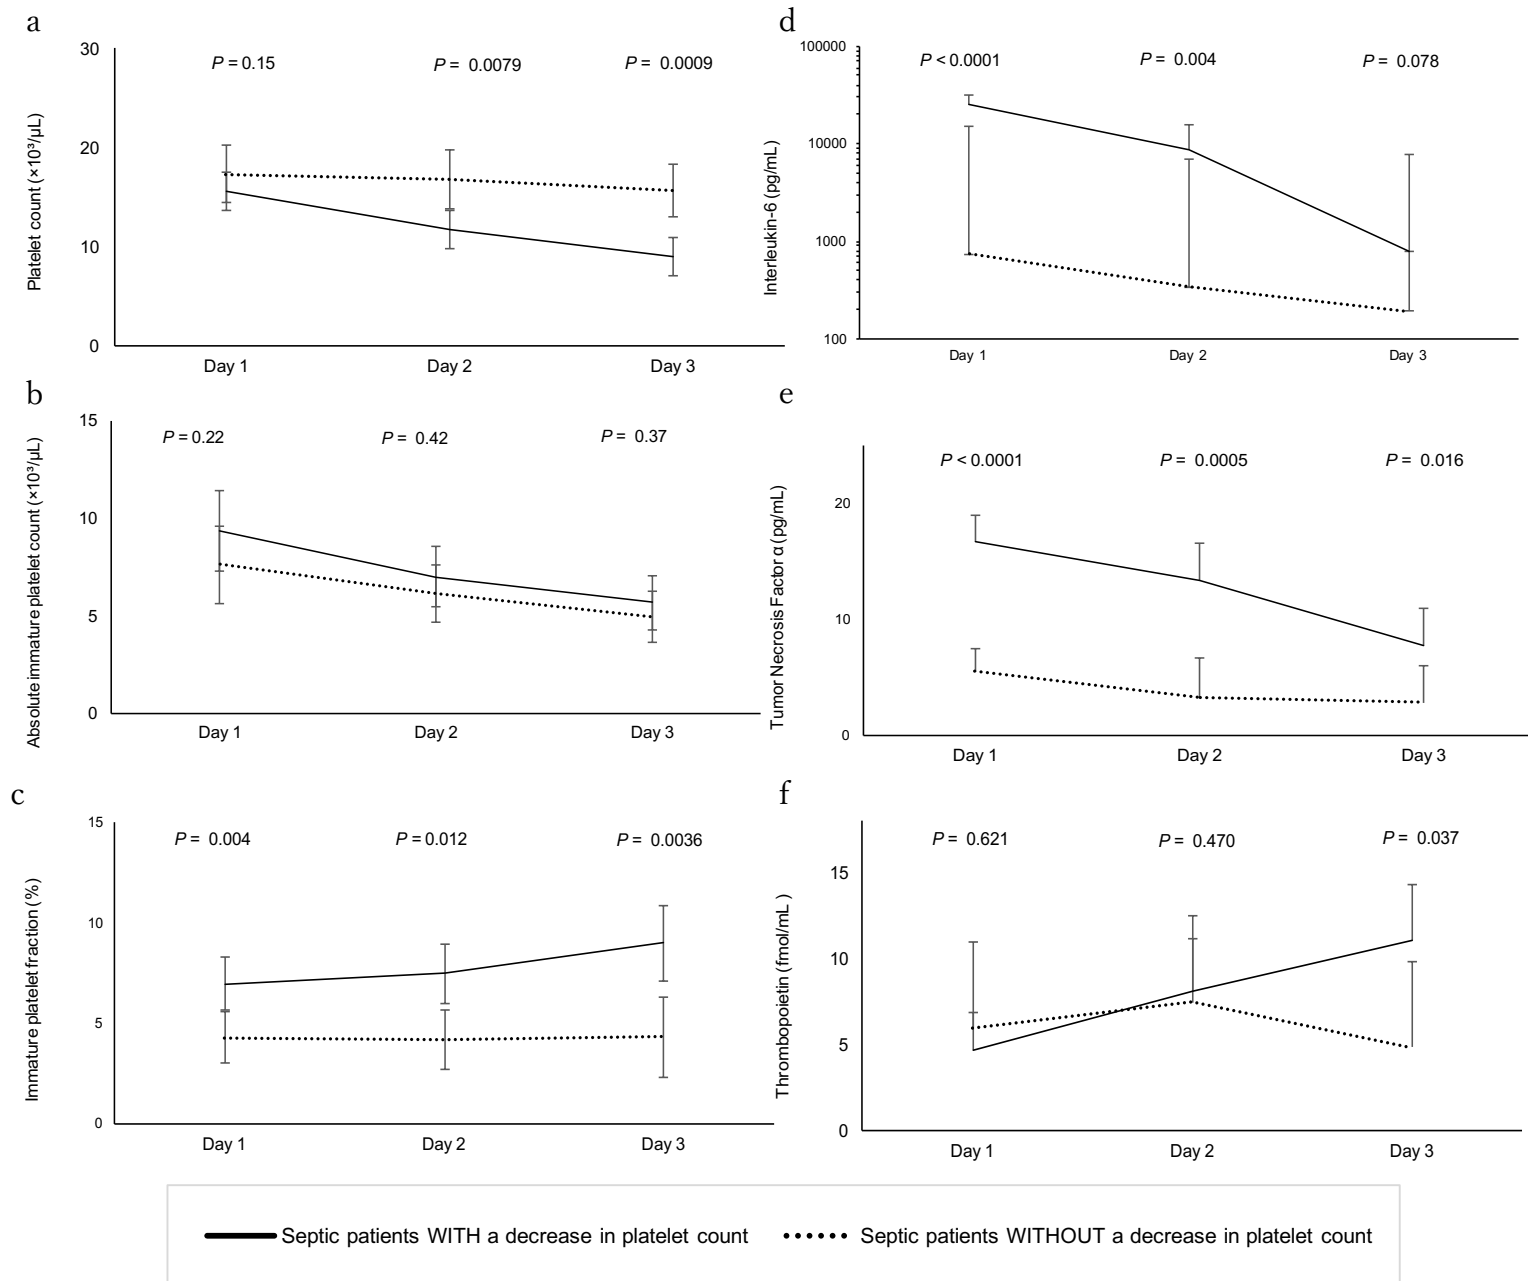 a
Platelet count (×10³/µL)
30
20
10
0
P = 0.15
P = 0.0079
P = 0.0009
Day 1
Day 2
Day 3
b
Absolute immature platelet count (×10³/µL)
15
10
5
0
P = 0.22
P = 0.42
P = 0.37
Day 1
Day 2
Day 3
c
Immature platelet fraction (%)
15
10
5
0
P = 0.004
P = 0.012
P = 0.0036
Day 1
Day 2
Day 3
d
Interleukin-6 (pg/mL)
100000
10000
1000
100
P < 0.0001
P = 0.004
P = 0.078
Day 1
Day 2
Day 3
e
Tumor Necrosis Factor α (pg/mL)
20
10
0
P < 0.0001
P = 0.0005
P = 0.016
Day 1
Day 2
Day 3
f
Thrombopoietin (fmol/mL )
15
10
5
0
P = 0.621
P = 0.470
P = 0.037
Day 1
Day 2
Day 3
Septic patients WITH a decrease in platelet count
Septic patients WITHOUT a decrease in platelet count